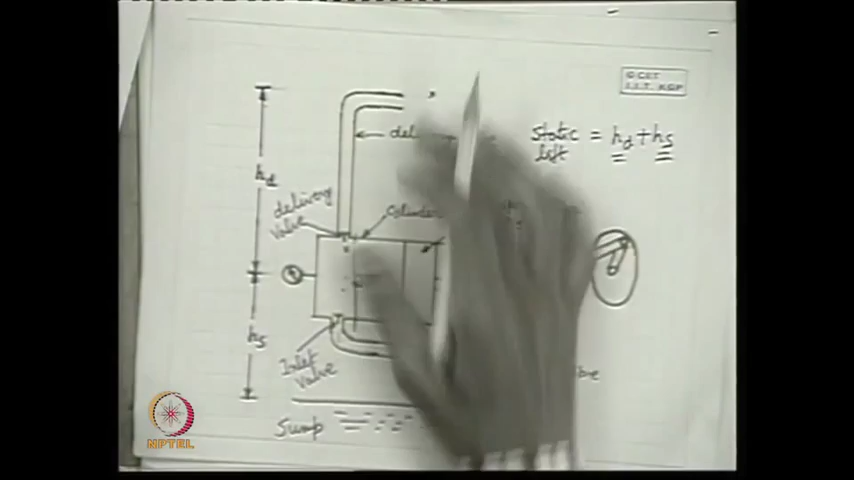 © CET
I.I.T. KGP
static = hd + hs
lift
hd
delivery
valve
Cylinder
hs
Inlet
valve
Sump
NPTEL